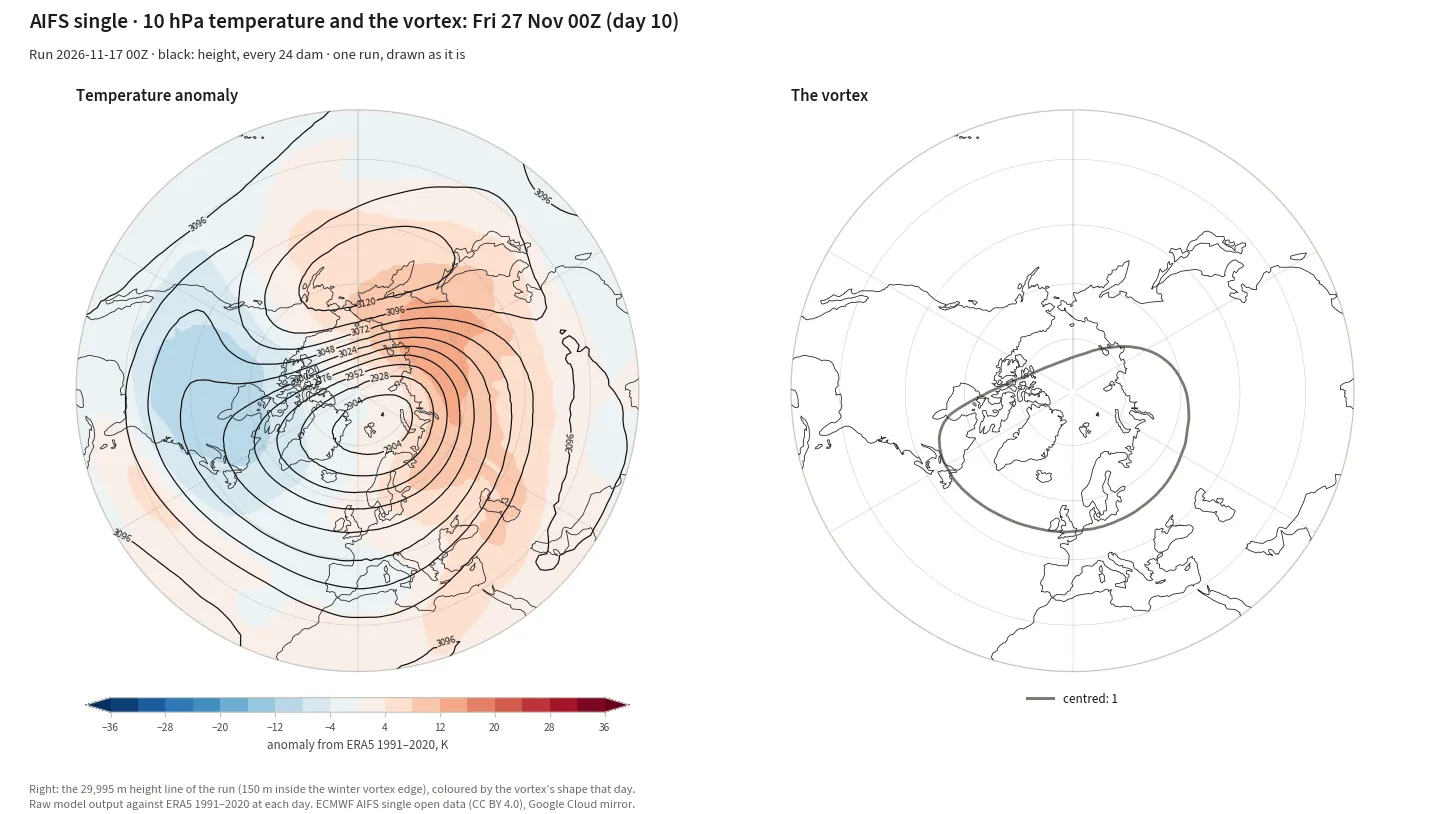 AIFS single · 10 hPa temperature and the vortex: Fri 27 Nov 00Z (day 10)
Run 2026-11-17 00Z · black: height, every 24 dam · one run, drawn as it is
Temperature anomaly
The vortex
3096
3096
3120
3096
3072
3048
3024
2976
2952
2928
2904
2904
3096
3096
3096
centred: 1
−36 −28 −20 −12 −4 4 12 20 28 36
anomaly from ERA5 1991–2020, K
Right: the 29,995 m height line of the run (150 m inside the winter vortex edge), coloured by the vortex's shape that day.
Raw model output against ERA5 1991–2020 at each day. ECMWF AIFS single open data (CC BY 4.0), Google Cloud mirror.